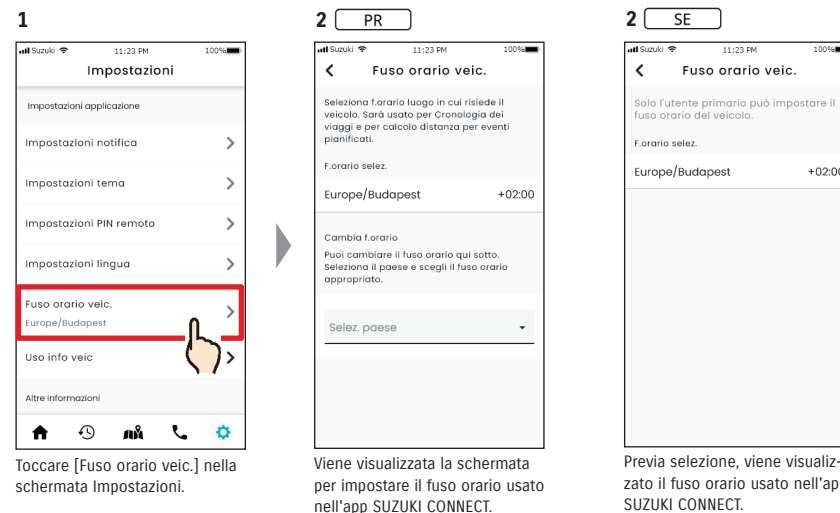 1
Suzuki 11:23 PM 100%
Impostazioni
Impostazioni applicazione
Impostazioni notifica
Impostazioni tema
Impostazioni PIN remoto
Impostazioni lingua
Fuso orario veic.
Europe/Budapest
Uso info veic
Altre informazioni
Toccare [Fuso orario veic.] nella
schermata Impostazioni.
2 PR
Suzuki 11:23 PM 100%
Fuso orario veic.
Seleziona f.orario luogo in cui risiede il
veicolo. Sarà usato per Cronologia dei
viaggi e per calcolo distanza per eventi
pianificati.
F.orario selez.
Europe/Budapest +02:00
Cambia f.orario
Puoi cambiare il fuso orario qui sotto.
Seleziona il paese e scegli il fuso orario
appropriato.
Selez. paese
Viene visualizzata la schermata
per impostare il fuso orario usato
nell'app SUZUKI CONNECT.
2 SE
Suzuki 11:23 PM 100%
Fuso orario veic.
Solo l'utente primario può impostare il
fuso orario del veicolo.
F.orario selez.
Europe/Budapest +02:00
Previa selezione, viene visualiz-
zato il fuso orario usato nell'ap
SUZUKI CONNECT.